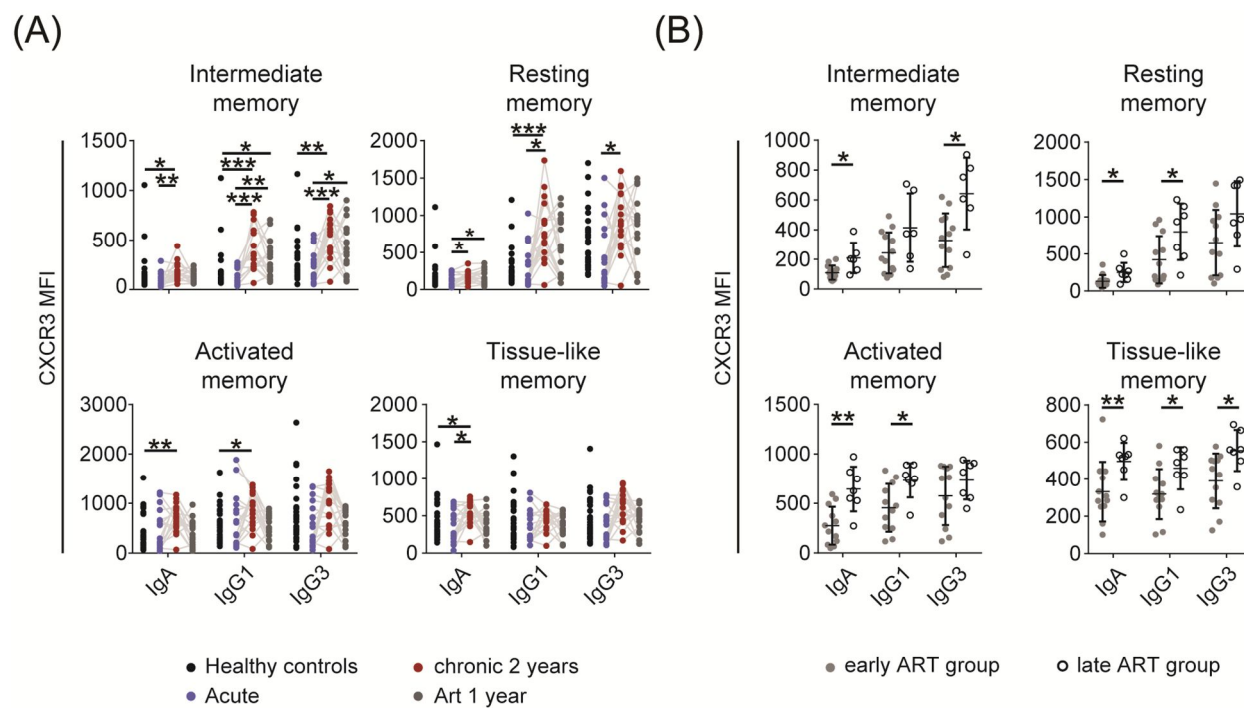 (A)
(B)
Intermediate
memory
Resting
memory
CXCR3 MFI
1500
1000
500
0
* ** * *** ** *** ** * ***
2000
1500
1000
500
0
* * *** * *
Activated
memory
Tissue-like
memory
3000
2000
1000
0
** *
2000
1500
1000
500
0
* *
IgA IgG1 IgG3
IgA IgG1 IgG3
Healthy controls
chronic 2 years
Acute
Art 1 year
Intermediate
memory
Resting
memory
CXCR3 MFI
1000
800
600
400
200
0
* *
2000
1500
1000
500
0
* *
Activated
memory
Tissue-like
memory
1500
1000
500
0
** *
800
600
400
200
0
** * *
IgA IgG1 IgG3
IgA IgG1 IgG3
early ART group
late ART group